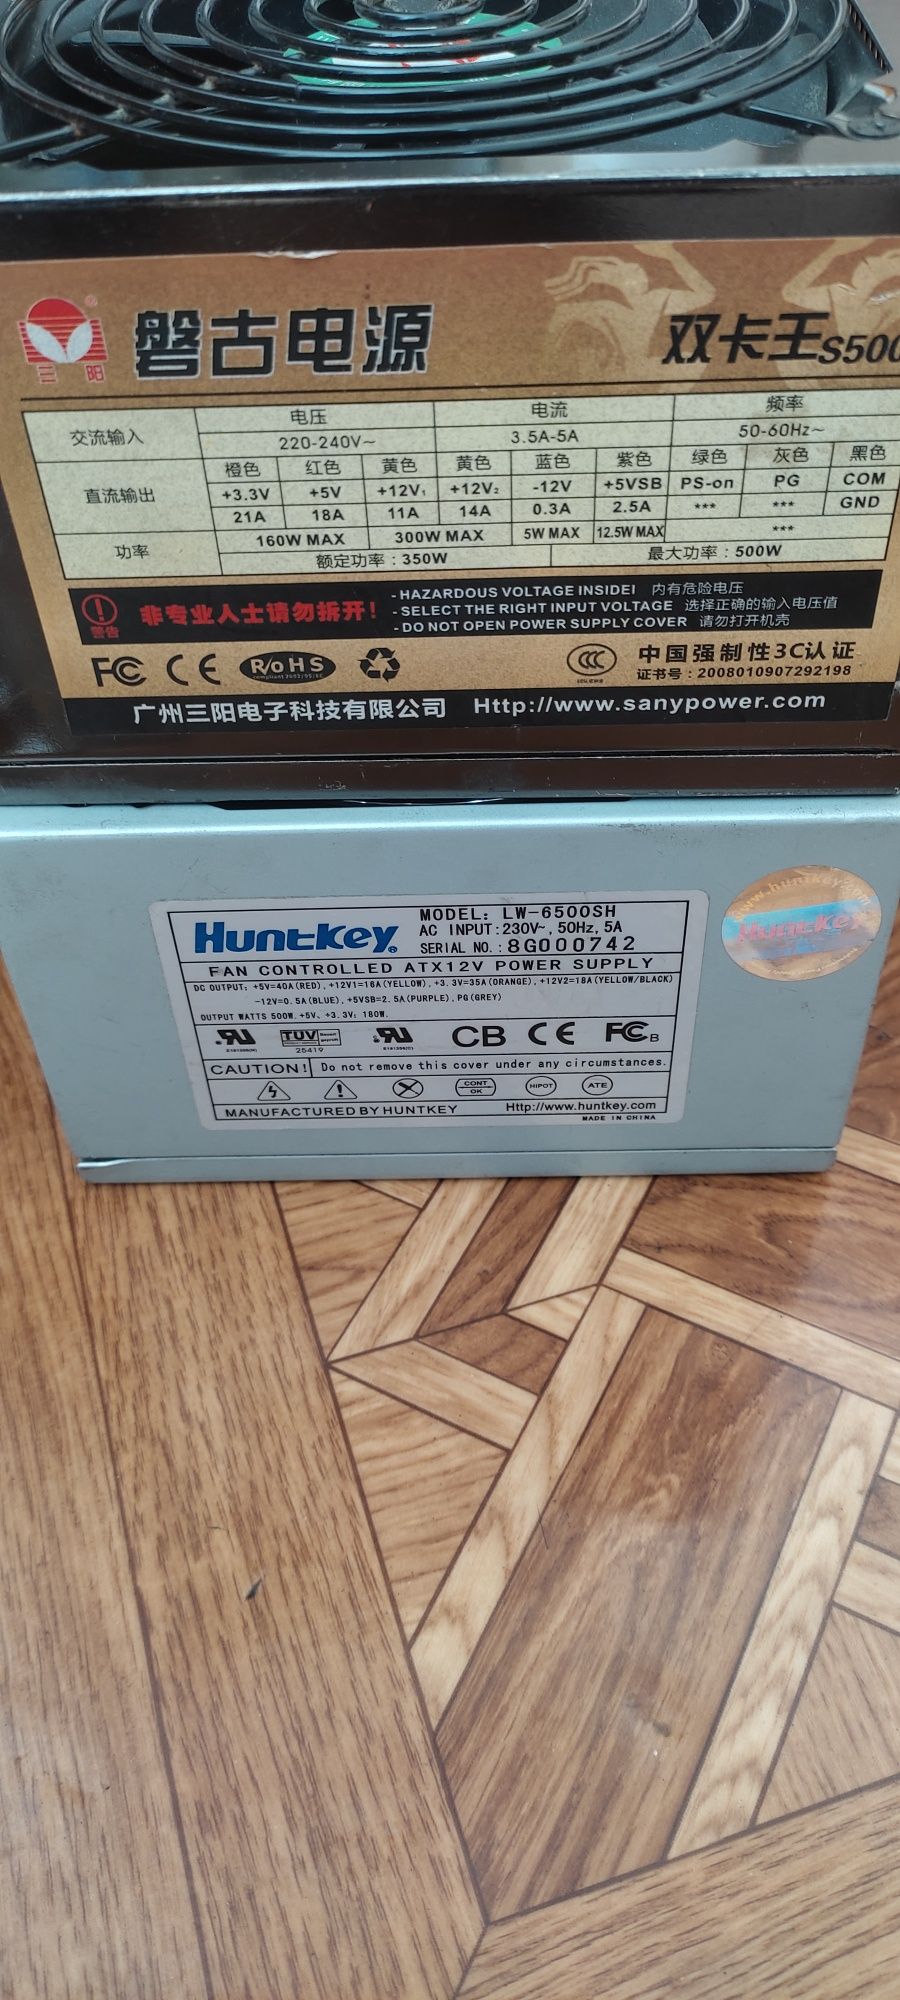 三阳
磐古电源
双卡王S500
交流输入 电压 电流 频率
220-240V~ 3.5A-5A 50-60Hz~
直流输出 橙色 红色 黄色 黄色 蓝色 紫色 绿色 灰色 黑色
+3.3V +5V +12V₁ +12V₂ -12V +5VSB PS-on PG COM
21A 18A 11A 14A 0.3A 2.5A *** *** GND
功率 160W MAX 300W MAX 5W MAX 12.5W MAX ***
额定功率：350W 最大功率：500W
警告
非专业人士请勿拆开！
- HAZARDOUS VOLTAGE INSIDE! 内有危险电压
- SELECT THE RIGHT INPUT VOLTAGE 选择正确的输入电压值
- DO NOT OPEN POWER SUPPLY COVER 请勿打开机壳
FC CE RoHS CCC 中国强制性3C认证
证书号：2008010907292198
广州三阳电子科技有限公司 Http://www.sanypower.com
Huntkey®
MODEL: LW-6500SH
AC INPUT:230V~, 50Hz, 5A
SERIAL NO.: 8G000742
FAN CONTROLLED ATX12V POWER SUPPLY
DC OUTPUT: +5V=40A(RED), +12V1=16A(YELLOW), +3.3V=35A(ORANGE), +12V2=18A(YELLOW/BLACK)
-12V=0.5A(BLUE), +5VSB=2.5A(PURPLE), PG(GREY)
OUTPUT WATTS 500W. +5V、+3.3V: 180W.
TUV CB CE FC B
25419
CAUTION! Do not remove this cover under any circumstances.
CONT OK HIPOT ATE
MANUFACTURED BY HUNTKEY Http://www.huntkey.com
MADE IN CHINA
www.huntkey.com
Huntkey